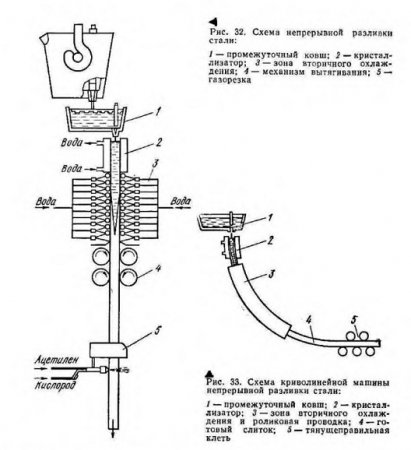 Рис. 32. Схема непрерывной разливки
стали:
1 — промежуточный ковш; 2 — кристал-
лизатор; 3 — зона вторичного охлаж-
дения; 4 — механизм вытягивания; 5 —
газорезка
1
2
Вода
Вода
3
Вода
Вода
4
5
Ацетилен
Кислород
1
2
3
4
5
Рис. 33. Схема криволинейной машины
непрерывной разливки стали:
1 — промежуточный ковш; 2 — кристал-
лизатор; 3 — зона вторичного охлаж-
дения и роликовая проводка; 4 — го-
товый слиток; 5 — тянущеправильная
клеть